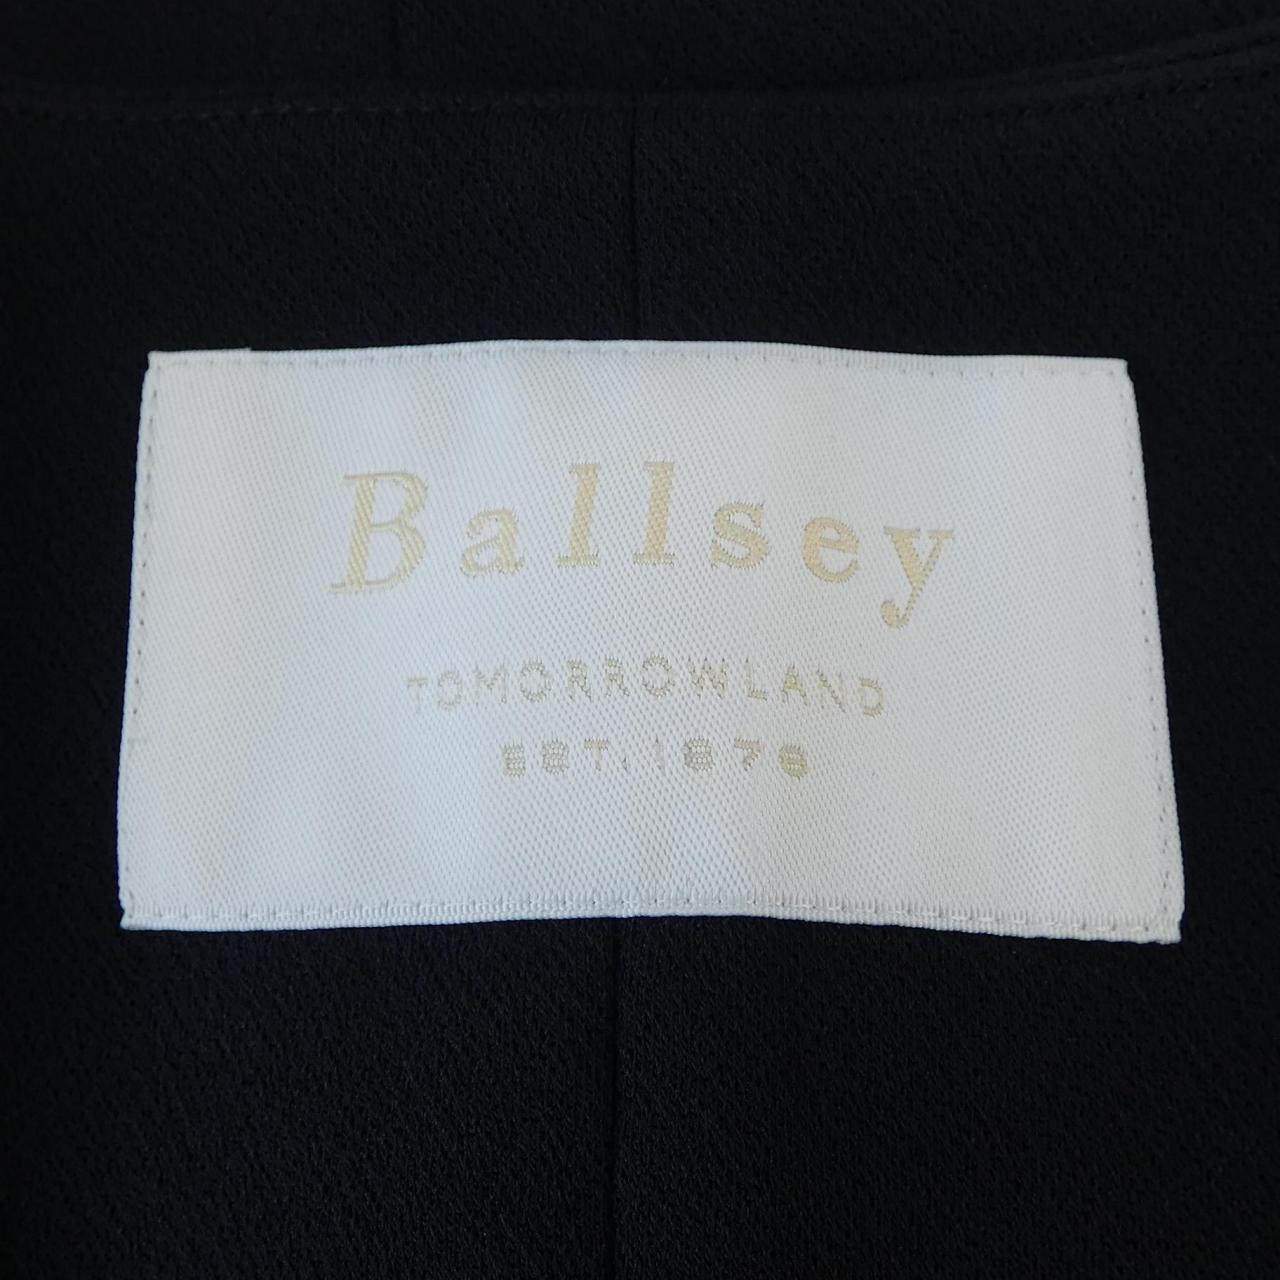 Ballsey
TOMORROWLAND
EST. 1978